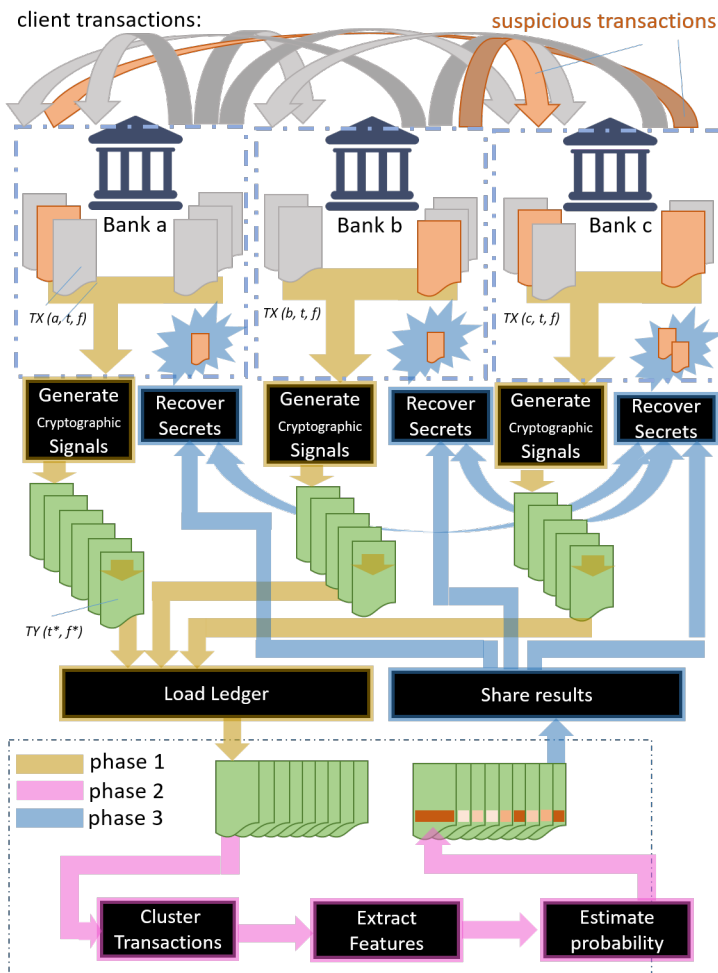 client transactions:
suspicious transactions
Bank a
Bank b
Bank c
TX (a, t, f)
TX (b, t, f)
TX (c, t, f)
Generate
Cryptographic
Signals
Recover
Secrets
Generate
Cryptographic
Signals
Recover
Secrets
Generate
Cryptographic
Signals
Recover
Secrets
TY (t*, f*)
Load Ledger
Share results
phase 1
phase 2
phase 3
Cluster
Transactions
Extract
Features
Estimate
probability